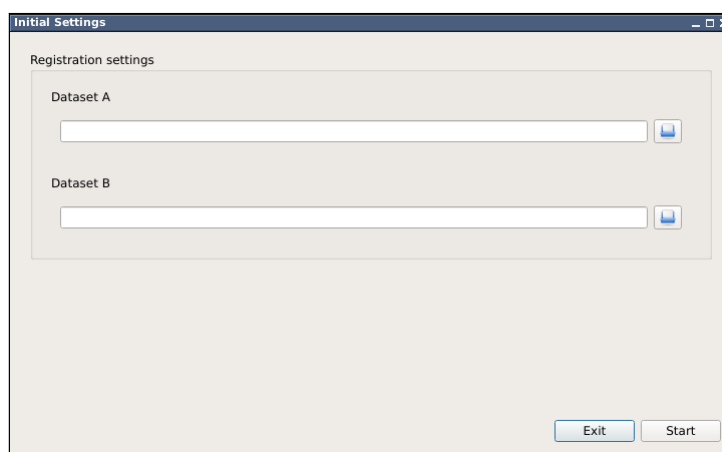 Initial Settings
Registration settings
Dataset A
Dataset B
Exit
Start